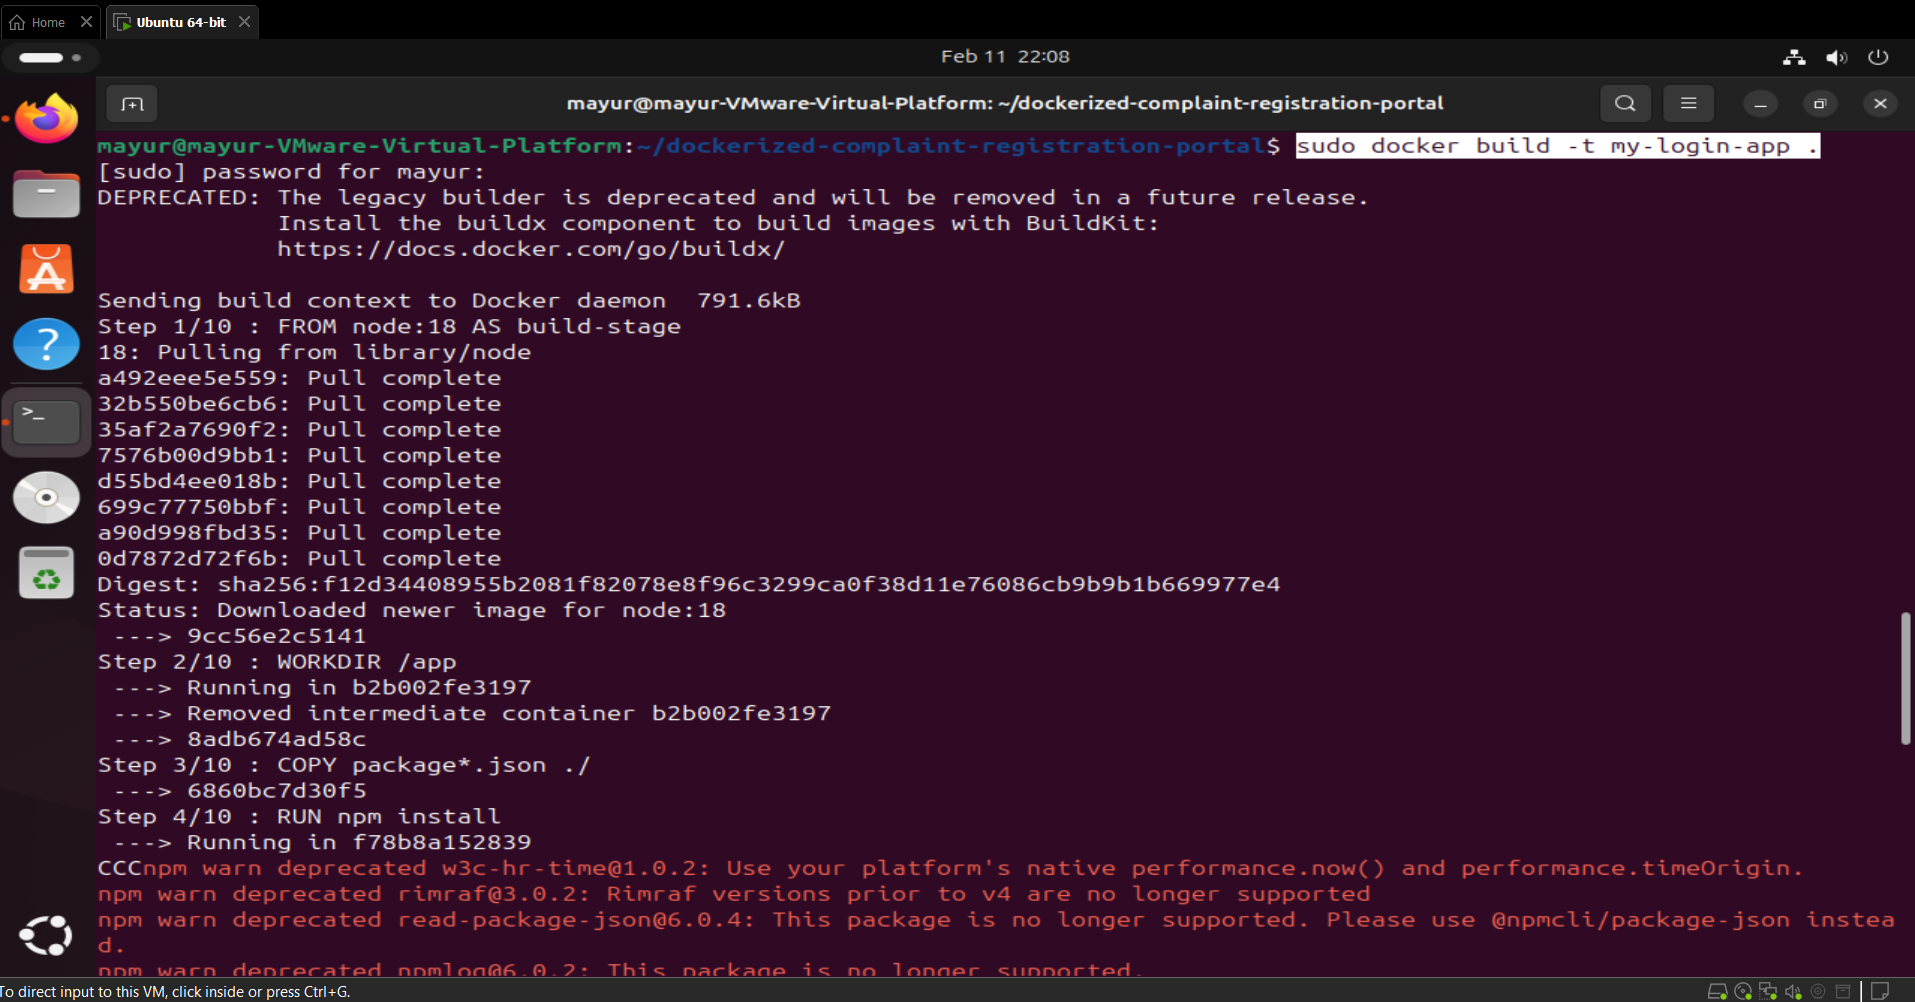 Home
Ubuntu 64-bit
Feb 11 22:08
mayur@mayur-VMware-Virtual-Platform: ~/dockerized-complaint-registration-portal
mayur@mayur-VMware-Virtual-Platform:~/dockerized-complaint-registration-portal$ sudo docker build -t my-login-app .
[sudo] password for mayur:
DEPRECATED: The legacy builder is deprecated and will be removed in a future release.
Install the buildx component to build images with BuildKit:
https://docs.docker.com/go/buildx/
Sending build context to Docker daemon  791.6kB
Step 1/10 : FROM node:18 AS build-stage
18: Pulling from library/node
a492eee5e559: Pull complete
32b550be6cb6: Pull complete
35af2a7690f2: Pull complete
7576b00d9bb1: Pull complete
d55bd4ee018b: Pull complete
699c77750bbf: Pull complete
a90d998fbd35: Pull complete
0d7872d72f6b: Pull complete
Digest: sha256:f12d34408955b2081f82078e8f96c3299ca0f38d11e76086cb9b9b1b669977e4
Status: Downloaded newer image for node:18
---> 9cc56e2c5141
Step 2/10 : WORKDIR /app
---> Running in b2b002fe3197
---> Removed intermediate container b2b002fe3197
---> 8adb674ad58c
Step 3/10 : COPY package*.json ./
---> 6860bc7d30f5
Step 4/10 : RUN npm install
---> Running in f78b8a152839
CCCnpm warn deprecated w3c-hr-time@1.0.2: Use your platform's native performance.now() and performance.timeOrigin.
npm warn deprecated rimraf@3.0.2: Rimraf versions prior to v4 are no longer supported
npm warn deprecated read-package-json@6.0.4: This package is no longer supported. Please use @npmcli/package-json instea
d.
npm warn deprecated npmlog@6.0.2: This package is no longer supported.
To direct input to this VM, click inside or press Ctrl+G.